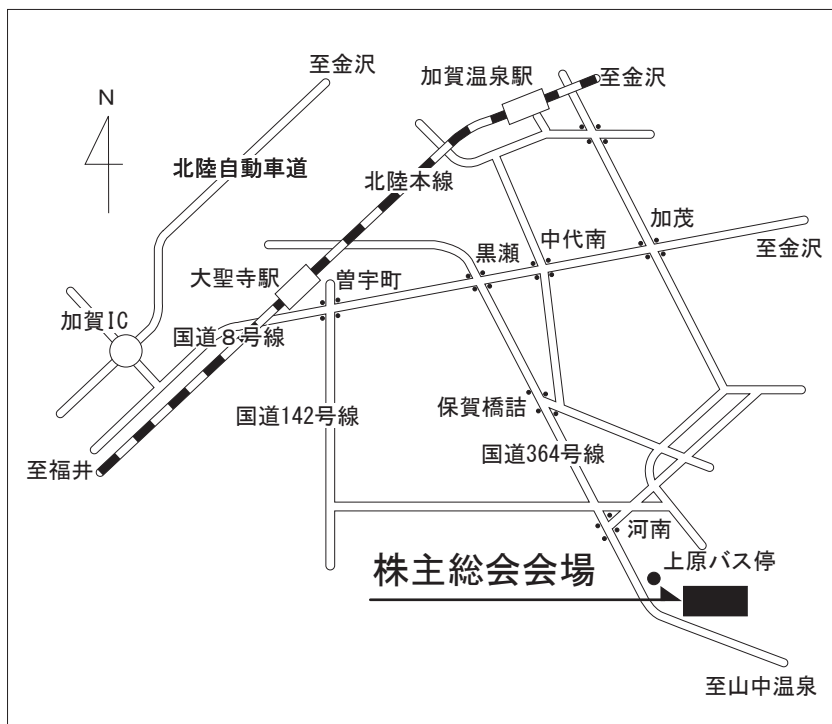 至金沢
加賀温泉駅
至金沢
N
北陸自動車道
北陸本線
加茂
至金沢
中代南
黒瀬
大聖寺駅
曽宇町
加賀IC
国道8号線
国道142号線
保賀橋詰
国道364号線
至福井
河南
上原バス停
株主総会会場
至山中温泉